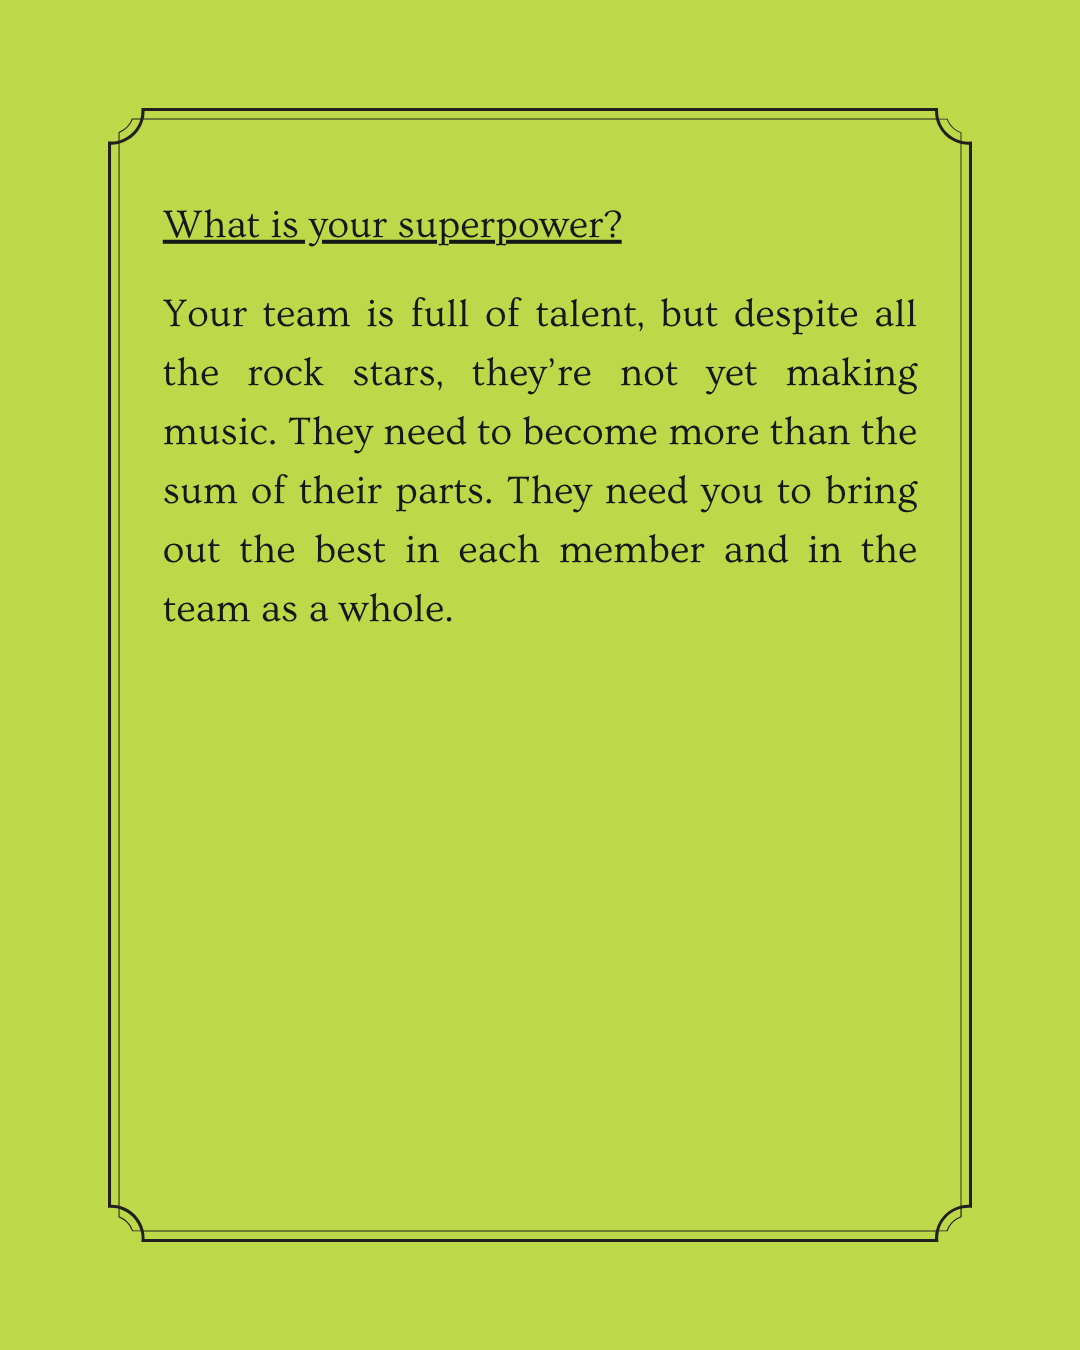 What is your superpower?
Your team is full of talent, but despite all
the rock stars, they’re not yet making
music. They need to become more than the
sum of their parts. They need you to bring
out the best in each member and in the
team as a whole.